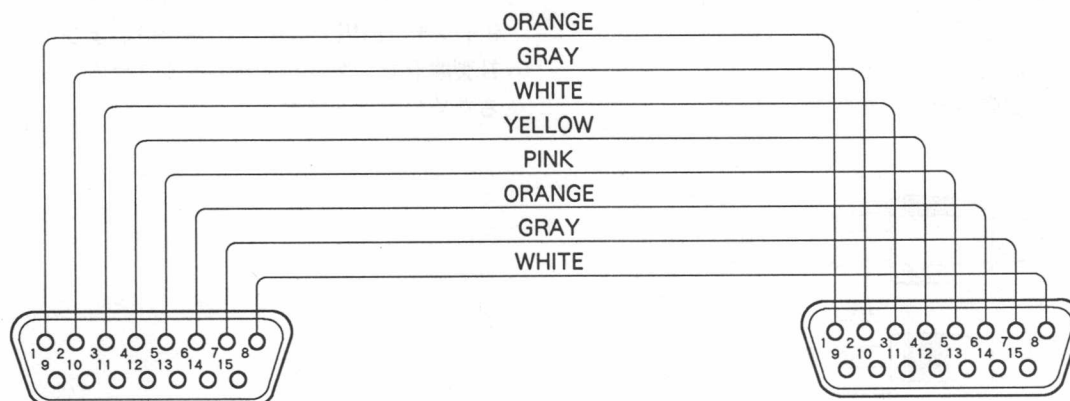 ORANGE
GRAY
WHITE
YELLOW
PINK
ORANGE
GRAY
WHITE
1 2 3 4 5 6 7 8
9 10 11 12 13 14 15
1 2 3 4 5 6 7 8
9 10 11 12 13 14 15